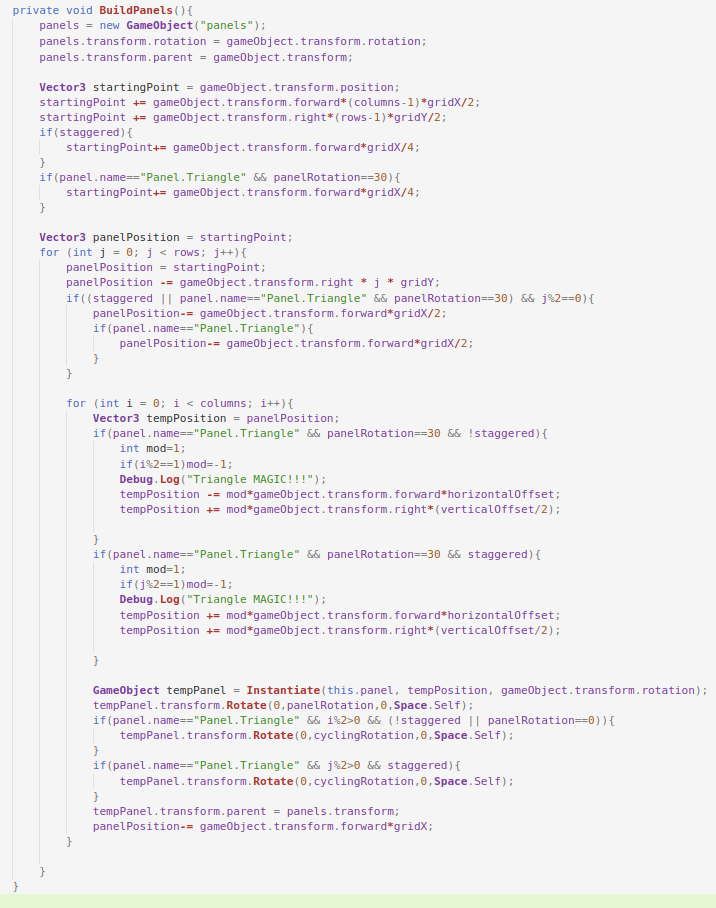 private void BuildPanels(){
    panels = new GameObject("panels");
    panels.transform.rotation = gameObject.transform.rotation;
    panels.transform.parent = gameObject.transform;

    Vector3 startingPoint = gameObject.transform.position;
    startingPoint += gameObject.transform.forward*(columns-1)*gridX/2;
    startingPoint += gameObject.transform.right*(rows-1)*gridY/2;
    if(staggered){
        startingPoint+= gameObject.transform.forward*gridX/4;
    }
    if(panel.name=="Panel.Triangle" && panelRotation==30){
        startingPoint+= gameObject.transform.forward*gridX/4;
    }

    Vector3 panelPosition = startingPoint;
    for (int j = 0; j < rows; j++){
        panelPosition = startingPoint;
        panelPosition -= gameObject.transform.right * j * gridY;
        if((staggered || panel.name=="Panel.Triangle" && panelRotation==30) && j%2==0){
            panelPosition-= gameObject.transform.forward*gridX/2;
            if(panel.name=="Panel.Triangle"){
                panelPosition-= gameObject.transform.forward*gridX/2;
            }
        }

        for (int i = 0; i < columns; i++){
            Vector3 tempPosition = panelPosition;
            if(panel.name=="Panel.Triangle" && panelRotation==30 && !staggered){
                int mod=1;
                if(i%2==1)mod=-1;
                Debug.Log("Triangle MAGIC!!!");
                tempPosition -= mod*gameObject.transform.forward*horizontalOffset;
                tempPosition += mod*gameObject.transform.right*(verticalOffset/2);

            }
            if(panel.name=="Panel.Triangle" && panelRotation==30 && staggered){
                int mod=1;
                if(j%2==1)mod=-1;
                Debug.Log("Triangle MAGIC!!!");
                tempPosition += mod*gameObject.transform.forward*horizontalOffset;
                tempPosition += mod*gameObject.transform.right*(verticalOffset/2);

            }

            GameObject tempPanel = Instantiate(this.panel, tempPosition, gameObject.transform.rotation);
            tempPanel.transform.Rotate(0,panelRotation,0,Space.Self);
            if(panel.name=="Panel.Triangle" && i%2>0 && (!staggered || panelRotation==0)){
                tempPanel.transform.Rotate(0,cyclingRotation,0,Space.Self);
            }
            if(panel.name=="Panel.Triangle" && j%2>0 && staggered){
                tempPanel.transform.Rotate(0,cyclingRotation,0,Space.Self);
            }
            tempPanel.transform.parent = panels.transform;
            panelPosition-= gameObject.transform.forward*gridX;
        }

    }
}